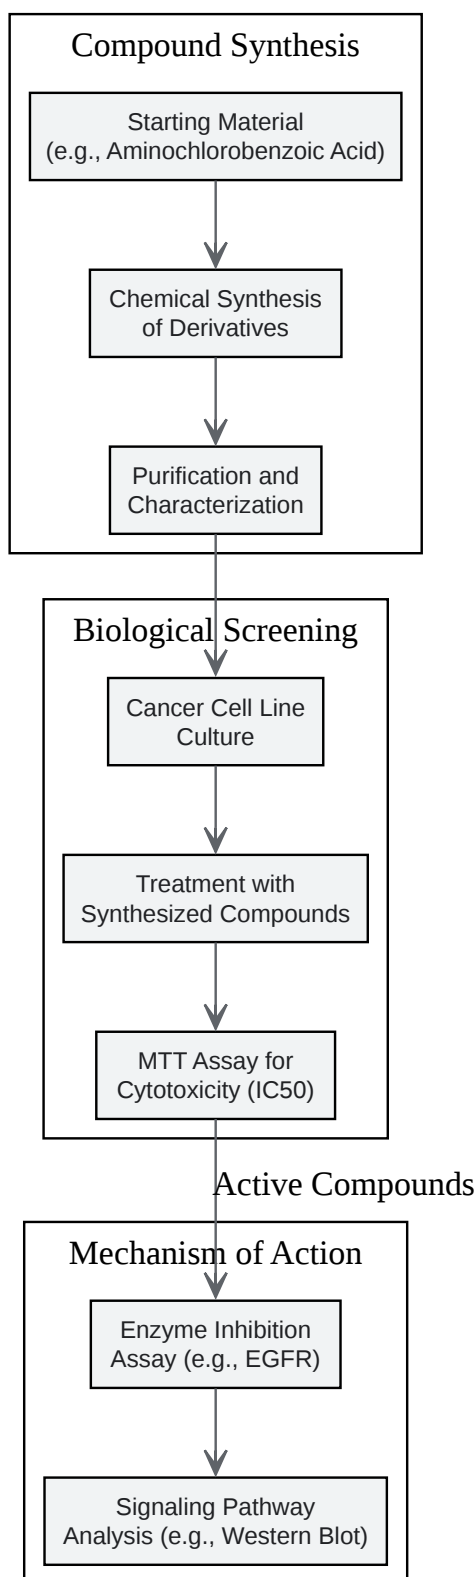 Compound Synthesis
Starting Material
(e.g., Aminochlorobenzoic Acid)
Chemical Synthesis
of Derivatives
Purification and
Characterization
Biological Screening
Cancer Cell Line
Culture
Treatment with
Synthesized Compounds
MTT Assay for
Cytotoxicity (IC50)
Active Compounds
Mechanism of Action
Enzyme Inhibition
Assay (e.g., EGFR)
Signaling Pathway
Analysis (e.g., Western Blot)